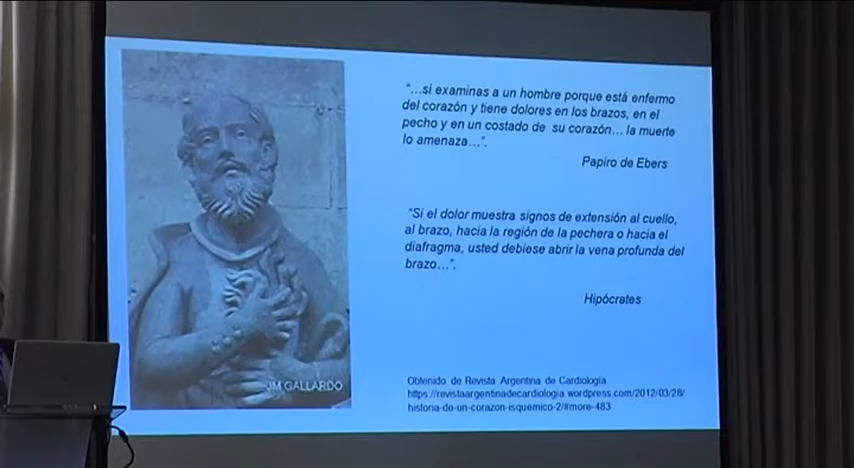 "...si examinas a un hombre porque está enfermo
del corazón y tiene dolores en los brazos, en el
pecho y en un costado de su corazón... la muerte
lo amenaza...".
Papiro de Ebers
"Si el dolor muestra signos de extensión al cuello,
al brazo, hacia la región de la pechera o hacia el
diafragma, usted debiese abrir la vena profunda del
brazo...".
Hipócrates
JM GALLARDO
Obtenido de Revista Argentina de Cardiología
https://revistaargentinadecardiologia.wordpress.com/2012/03/28/
historia-de-un-corazon-isquemico-2/#more-483